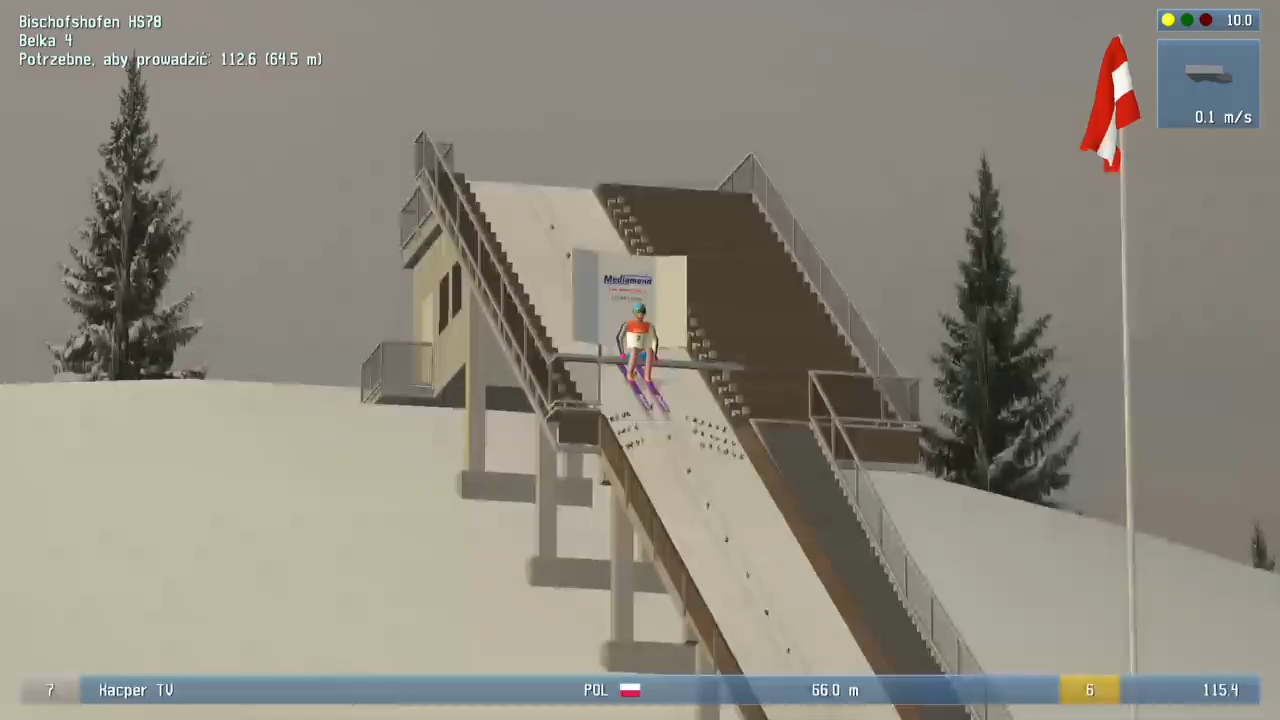 Bischofshofen HS78
Belka 4
Potrzebne, aby prowadzić: 112.6 (64.5 m)
10.0
0.1 m/s
Mediamond
7 Kacper TV POL 66.0 m 6 115.4